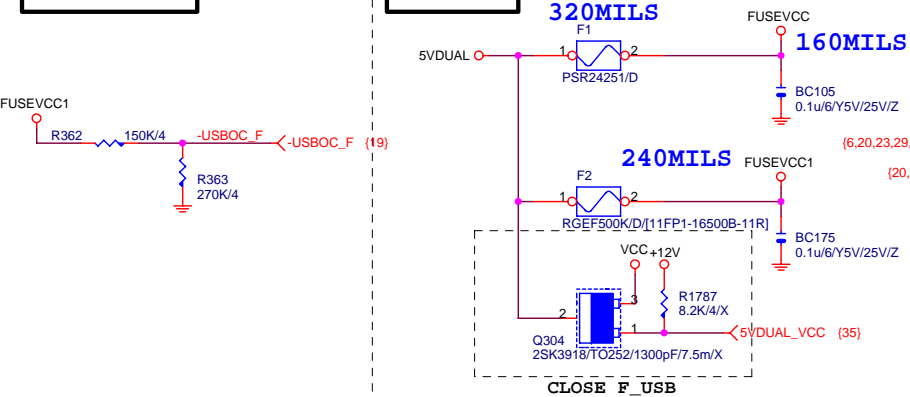 320MILS
FUSEVCC
F1
160MILS
5VDUAL
1
2
PSR24251/D
BC105
0.1u/6/Y5V/25V/Z
FUSEVCC1
R362
150K/4
-USBOC_F
-USBOC_F {19}
R363
270K/4
{6,20,23,29,
240MILS
FUSEVCC1
{20,
F2
1
2
RGEF500K/D/[11FP1-16500B-11R]
BC175
0.1u/6/Y5V/25V/Z
VCC
+12V
3
R1787
8.2K/4/X
2
1
5VDUAL_VCC {35}
Q304
2SK3918/TO252/1300pF/7.5m/X
CLOSE F_USB